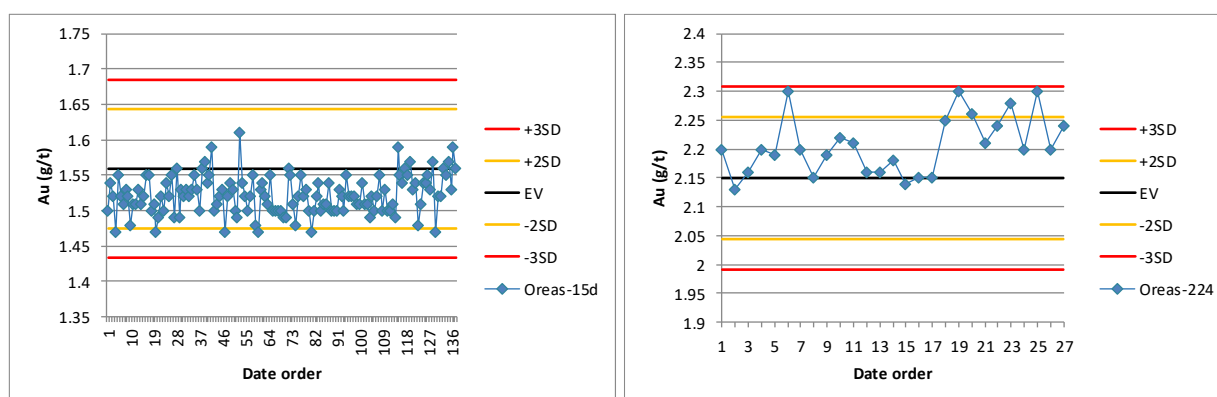 1.75
1.7
1.65
1.6
1.55
1.5
1.45
1.4
1.35
Au (g/t)
1
10
19
28
37
46
55
64
73
82
91
100
109
118
127
136
Date order
+3SD
+2SD
EV
-2SD
-3SD
Oreas-15d
2.4
2.35
2.3
2.25
2.2
2.15
2.1
2.05
2
1.95
1.9
Au (g/t)
1 3 5 7 9 11 13 15 17 19 21 23 25 27
Date order
+3SD
+2SD
EV
-2SD
-3SD
Oreas-224